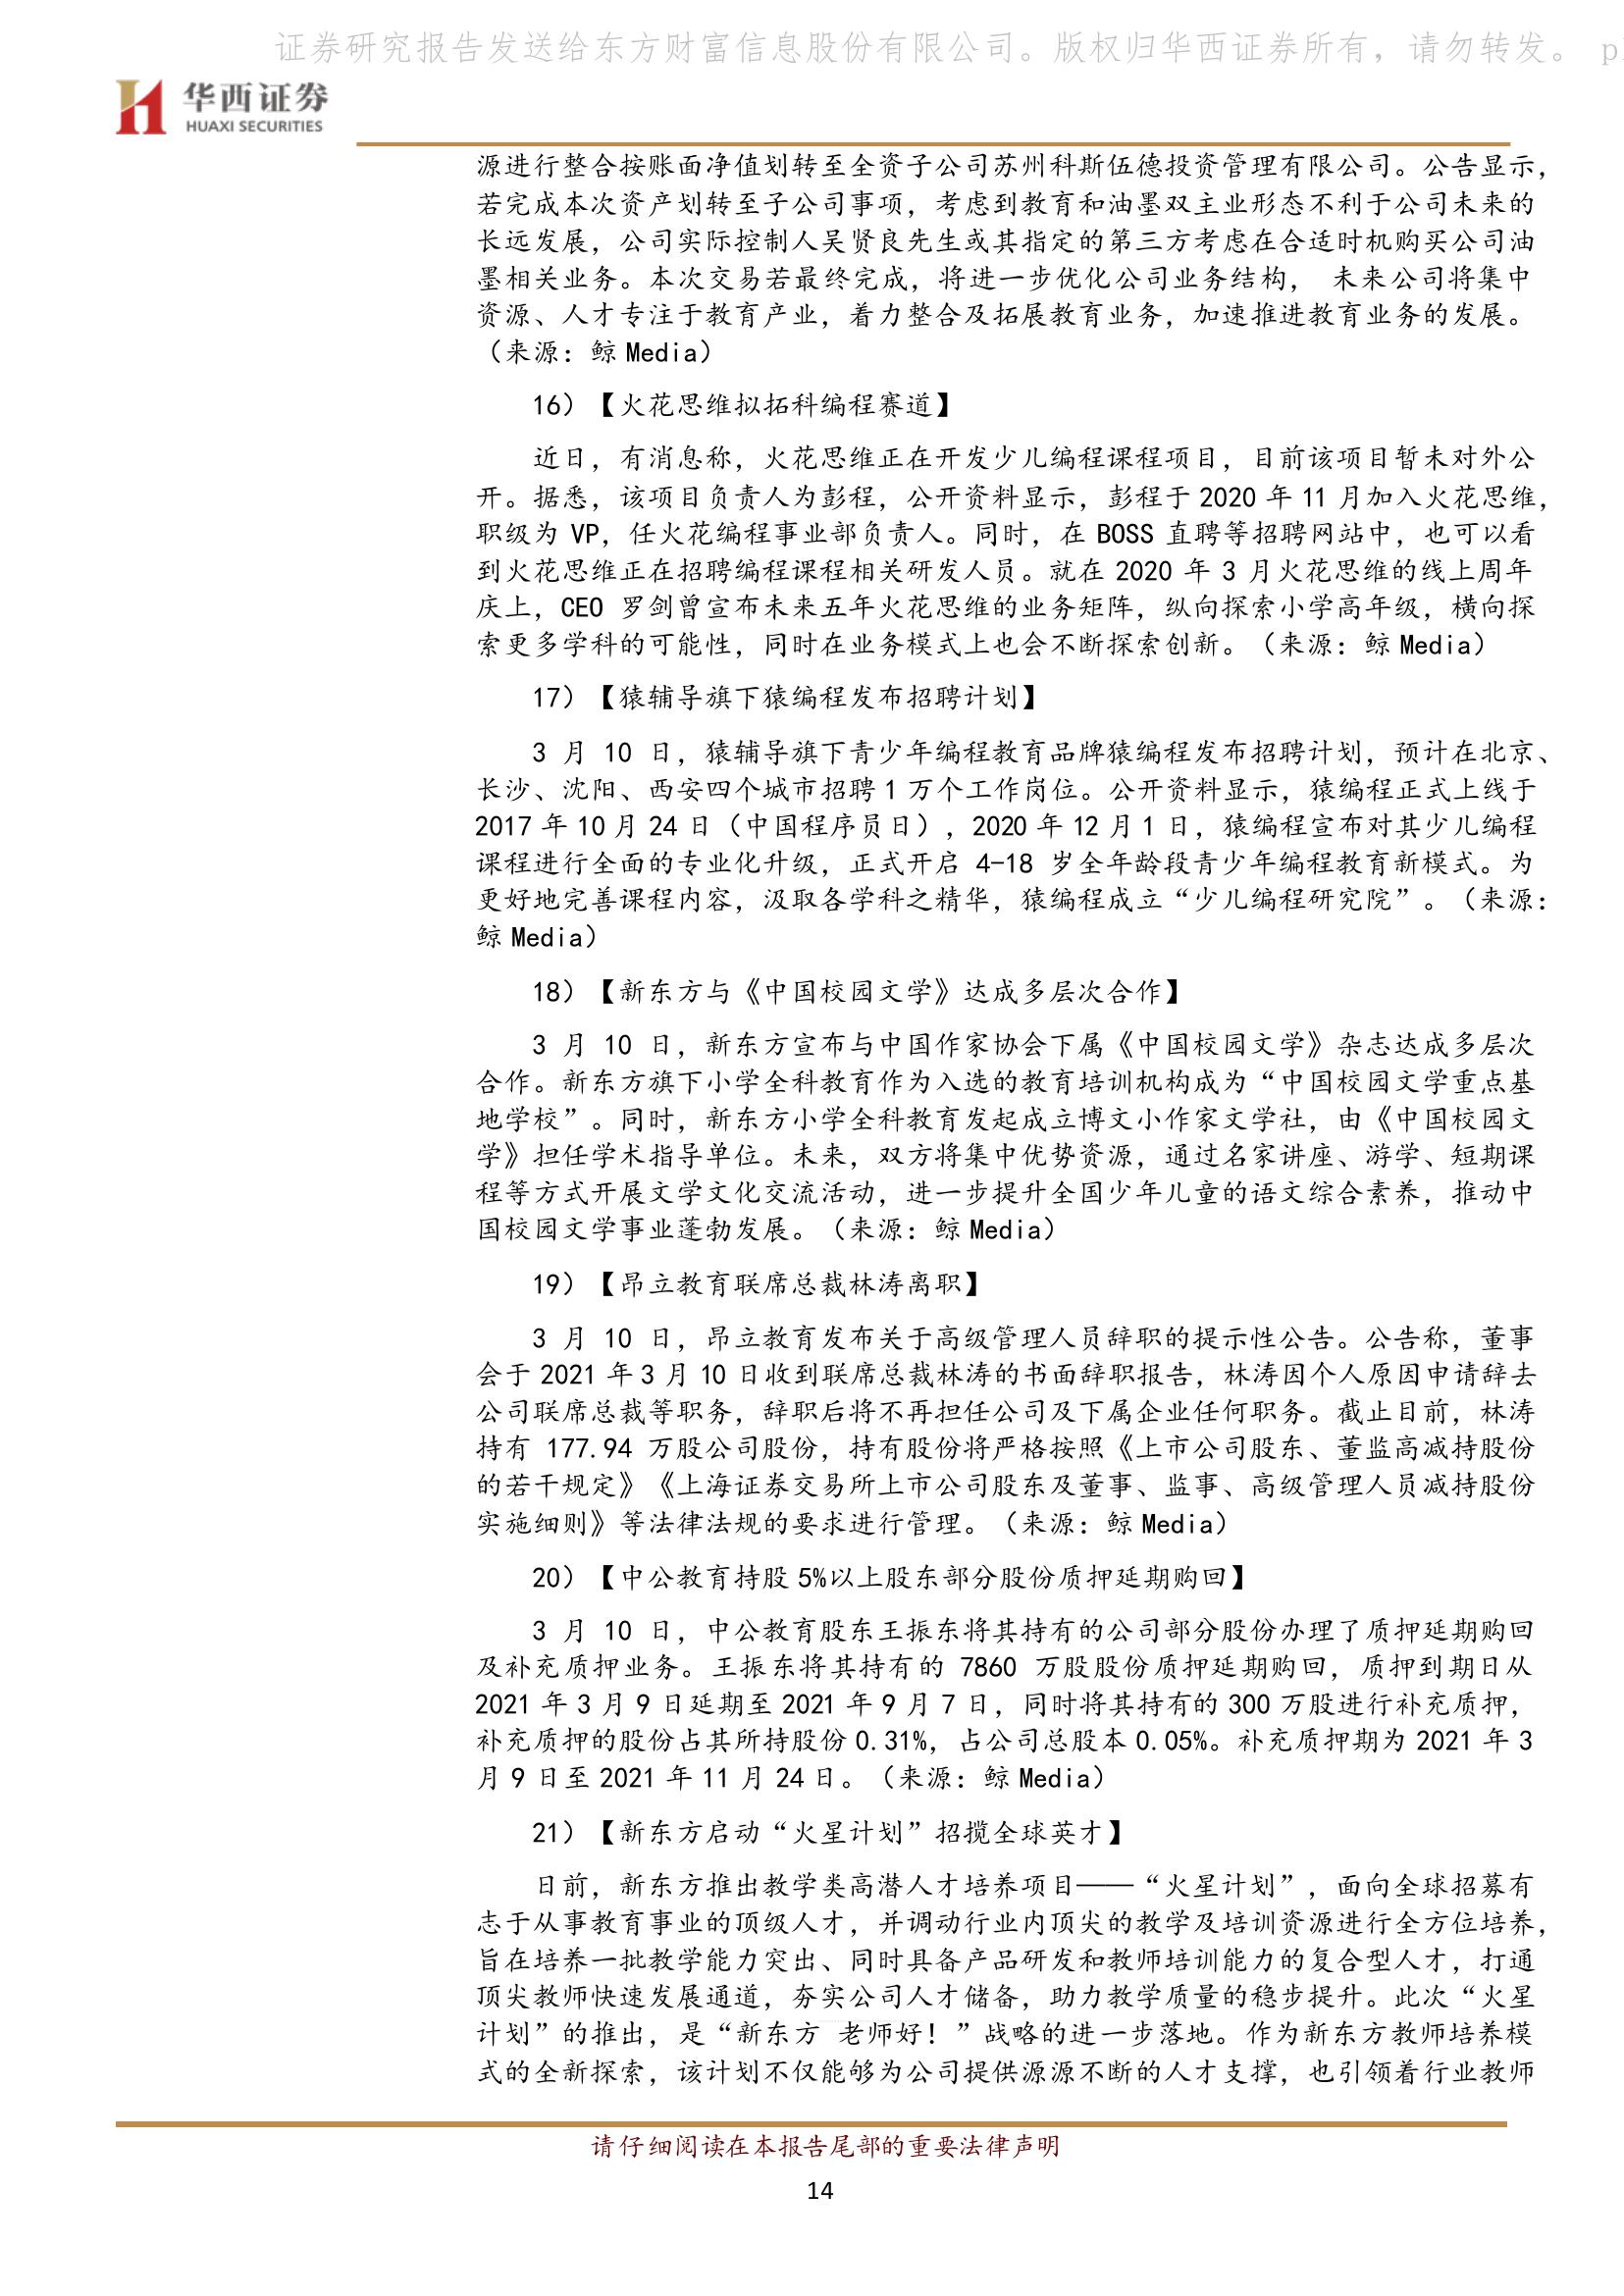 证券研究报告发送给东方财富信息股份有限公司。版权归华西证券所有，请勿转发。 p
华西证券
HUAXI SECURITIES
源进行整合按账面净值划转至全资子公司苏州科斯伍德投资管理有限公司。公告显示，
若完成本次资产划转至子公司事项，考虑到教育和油墨双主业形态不利于公司未来的
长远发展，公司实际控制人吴贤良先生或其指定的第三方考虑在合适时机购买公司油
墨相关业务。本次交易若最终完成，将进一步优化公司业务结构， 未来公司将集中
资源、人才专注于教育产业，着力整合及拓展教育业务，加速推进教育业务的发展。
（来源：鲸 Media）
16）【火花思维拟拓科编程赛道】
近日，有消息称，火花思维正在开发少儿编程课程项目，目前该项目暂未对外公
开。据悉，该项目负责人为彭程，公开资料显示，彭程于 2020 年 11 月加入火花思维，
职级为 VP，任火花编程事业部负责人。同时，在 BOSS 直聘等招聘网站中，也可以看
到火花思维正在招聘编程课程相关研发人员。就在 2020 年 3 月火花思维的线上周年
庆上，CEO 罗剑曾宣布未来五年火花思维的业务矩阵，纵向探索小学高年级，横向探
索更多学科的可能性，同时在业务模式上也会不断探索创新。（来源：鲸 Media）
17）【猿辅导旗下猿编程发布招聘计划】
3 月 10 日，猿辅导旗下青少年编程教育品牌猿编程发布招聘计划，预计在北京、
长沙、沈阳、西安四个城市招聘 1 万个工作岗位。公开资料显示，猿编程正式上线于
2017 年 10 月 24 日（中国程序员日），2020 年 12 月 1 日，猿编程宣布对其少儿编程
课程进行全面的专业化升级，正式开启 4-18 岁全年龄段青少年编程教育新模式。为
更好地完善课程内容，汲取各学科之精华，猿编程成立“少儿编程研究院”。（来源：
鲸 Media）
18）【新东方与《中国校园文学》达成多层次合作】
3 月 10 日，新东方宣布与中国作家协会下属《中国校园文学》杂志达成多层次
合作。新东方旗下小学全科教育作为入选的教育培训机构成为“中国校园文学重点基
地学校”。同时，新东方小学全科教育发起成立博文小作家文学社，由《中国校园文
学》担任学术指导单位。未来，双方将集中优势资源，通过名家讲座、游学、短期课
程等方式开展文学文化交流活动，进一步提升全国少年儿童的语文综合素养，推动中
国校园文学事业蓬勃发展。（来源：鲸 Media）
19）【昂立教育联席总裁林涛离职】
3 月 10 日，昂立教育发布关于高级管理人员辞职的提示性公告。公告称，董事
会于 2021 年 3 月 10 日收到联席总裁林涛的书面辞职报告，林涛因个人原因申请辞去
公司联席总裁等职务，辞职后将不再担任公司及下属企业任何职务。截止目前，林涛
持有 177.94 万股公司股份，持有股份将严格按照《上市公司股东、董监高减持股份
的若干规定》《上海证券交易所上市公司股东及董事、监事、高级管理人员减持股份
实施细则》等法律法规的要求进行管理。（来源：鲸 Media）
20）【中公教育持股 5%以上股东部分股份质押延期购回】
3 月 10 日，中公教育股东王振东将其持有的公司部分股份办理了质押延期购回
及补充质押业务。王振东将其持有的 7860 万股股份质押延期购回，质押到期日从
2021 年 3 月 9 日延期至 2021 年 9 月 7 日，同时将其持有的 300 万股进行补充质押，
补充质押的股份占其所持股份 0.31%，占公司总股本 0.05%。补充质押期为 2021 年 3
月 9 日至 2021 年 11 月 24 日。（来源：鲸 Media）
21）【新东方启动“火星计划”招揽全球英才】
日前，新东方推出教学类高潜人才培养项目——“火星计划”，面向全球招募有
志于从事教育事业的顶级人才，并调动行业内顶尖的教学及培训资源进行全方位培养，
旨在培养一批教学能力突出、同时具备产品研发和教师培训能力的复合型人才，打通
顶尖教师快速发展通道，夯实公司人才储备，助力教学质量的稳步提升。此次“火星
计划”的推出，是“新东方 老师好！”战略的进一步落地。作为新东方教师培养模
式的全新探索，该计划不仅能够为公司提供源源不断的人才支撑，也引领着行业教师
请仔细阅读在本报告尾部的重要法律声明
14